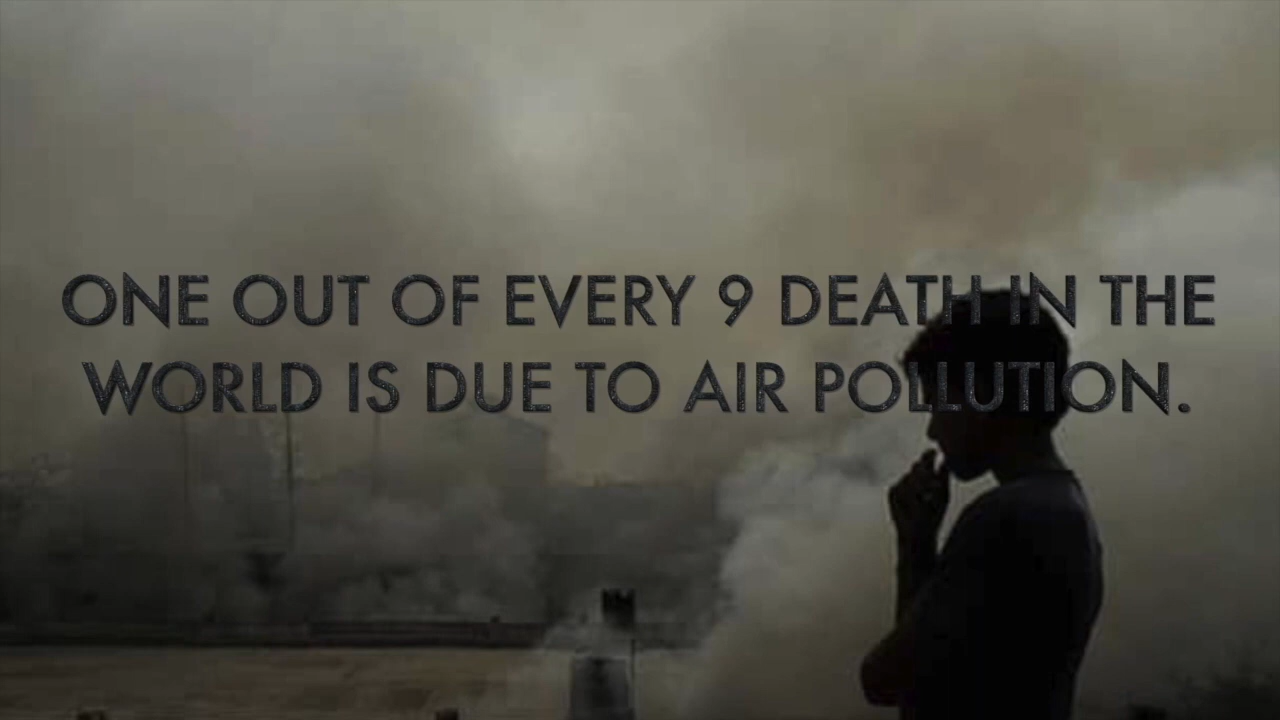 ONE OUT OF EVERY 9 DEATH IN THE
WORLD IS DUE TO AIR POLLUTION.